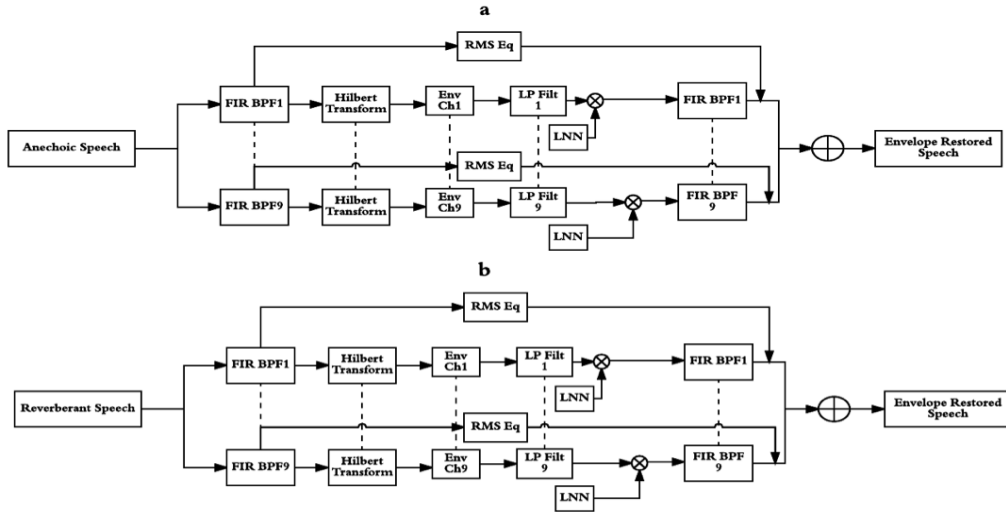 a
RMS Eq
FIR BPF1
Hilbert
Transform
Env
Ch1
LP Filt
1
FIR BPF1
LNN
Anechoic Speech
Envelope Restored
Speech
RMS Eq
FIR BPF9
Hilbert
Transform
Env
Ch9
LP Filt
9
FIR BPF
9
LNN
b
RMS Eq
FIR BPF1
Hilbert
Transform
Env
Ch1
LP Filt
1
FIR BPF1
LNN
Reverberant Speech
Envelope Restored
Speech
RMS Eq
FIR BPF9
Hilbert
Transform
Env
Ch9
LP Filt
9
FIR BPF
9
LNN